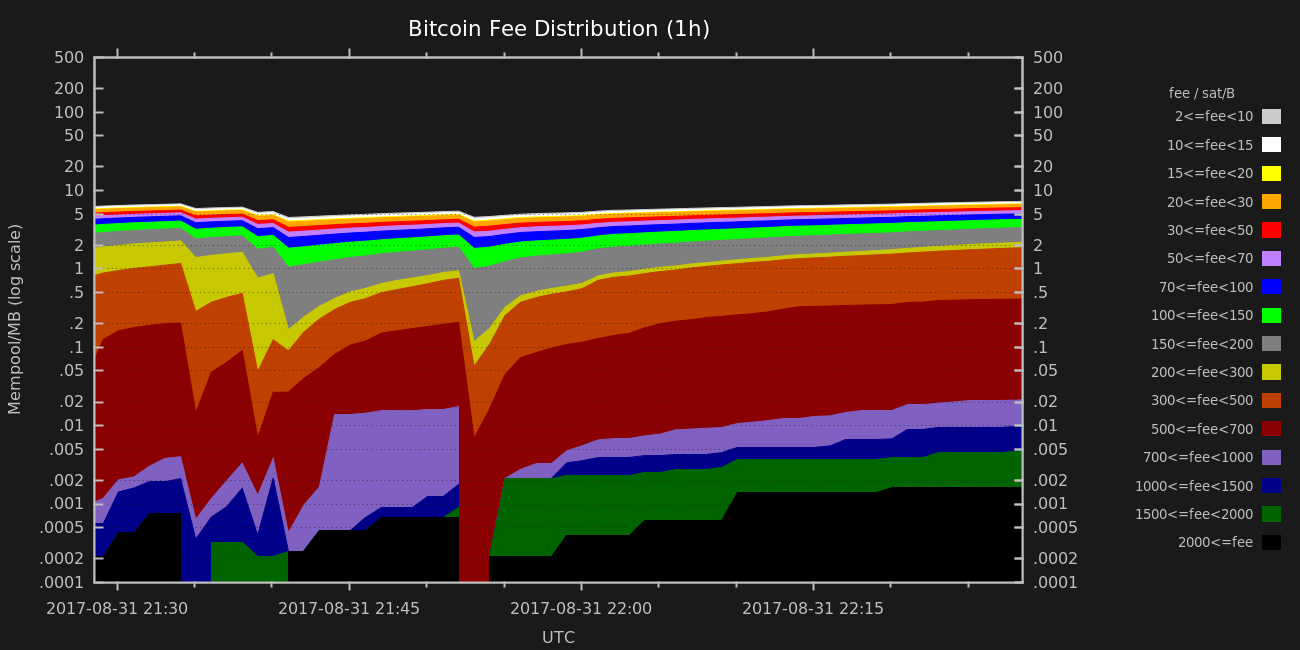 Bitcoin Fee Distribution (1h)
Mempool/MB (log scale)
500
200
100
50
20
10
5
2
1
.5
.2
.1
.05
.02
.01
.005
.002
.001
.0005
.0002
.0001
500
200
100
50
20
10
5
2
1
.5
.2
.1
.05
.02
.01
.005
.002
.001
.0005
.0002
.0001
fee / sat/B
2<=fee<10
10<=fee<15
15<=fee<20
20<=fee<30
30<=fee<50
50<=fee<70
70<=fee<100
100<=fee<150
150<=fee<200
200<=fee<300
300<=fee<500
500<=fee<700
700<=fee<1000
1000<=fee<1500
1500<=fee<2000
2000<=fee
2017-08-31 21:30 2017-08-31 21:45 2017-08-31 22:00 2017-08-31 22:15
UTC